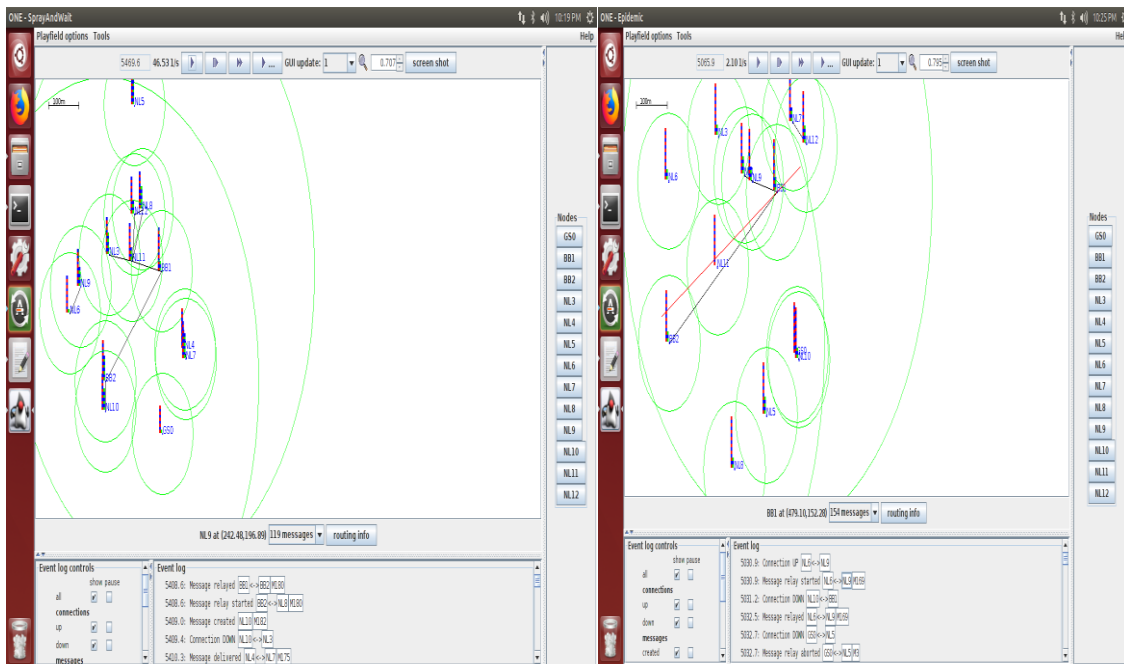 ONE - SprayAndWait
10:19 PM
Playfield options Tools
Help
5469.6 46.53 1/s ... GUI update: 1 0.707 screen shot
100m
NL5
NL8
NL3
NL11
BB1
NL9
NL6
NL4
NL7
BB2
NL10
GS0
Nodes
GS0
BB1
BB2
NL3
NL4
NL5
NL6
NL7
NL8
NL9
NL10
NL11
NL12
NL9 at (242.48,196.89) 119 messages routing info
Event log controls
show pause
all
connections
up
down
messages
Event log
5408.6: Message relayed BB1<->BB2 M180
5408.6: Message relay started BB2<->NL8 M180
5409.0: Message created NL10 M182
5409.4: Connection DOWN NL10<->NL3
5410.3: Message delivered NL4<->NL7 M175
ONE - Epidemic
10:25 PM
Playfield options Tools
Hel
5065.9 2.10 1/s ... GUI update: 1 0.795 screen shot
100m
NL7
NL3
NL12
NL6
NL9
BB1
NL11
BB2
GS0
NL10
NL5
NL8
Nodes
GS0
BB1
BB2
NL3
NL4
NL5
NL6
NL7
NL8
NL9
NL10
NL11
NL12
BB1 at (479.10,152.28) 154 messages routing info
Event log controls
show pause
all
connections
up
down
messages
created
Event log
5030.9: Connection UP NL6<->NL9
5030.9: Message relay started NL6<->NL9 M169
5031.2: Connection DOWN NL10<->BB1
5032.5: Message relayed NL6<->NL9 M169
5032.7: Connection DOWN GS0<->NL5
5032.7: Message relay aborted GS0<->NL5 M3